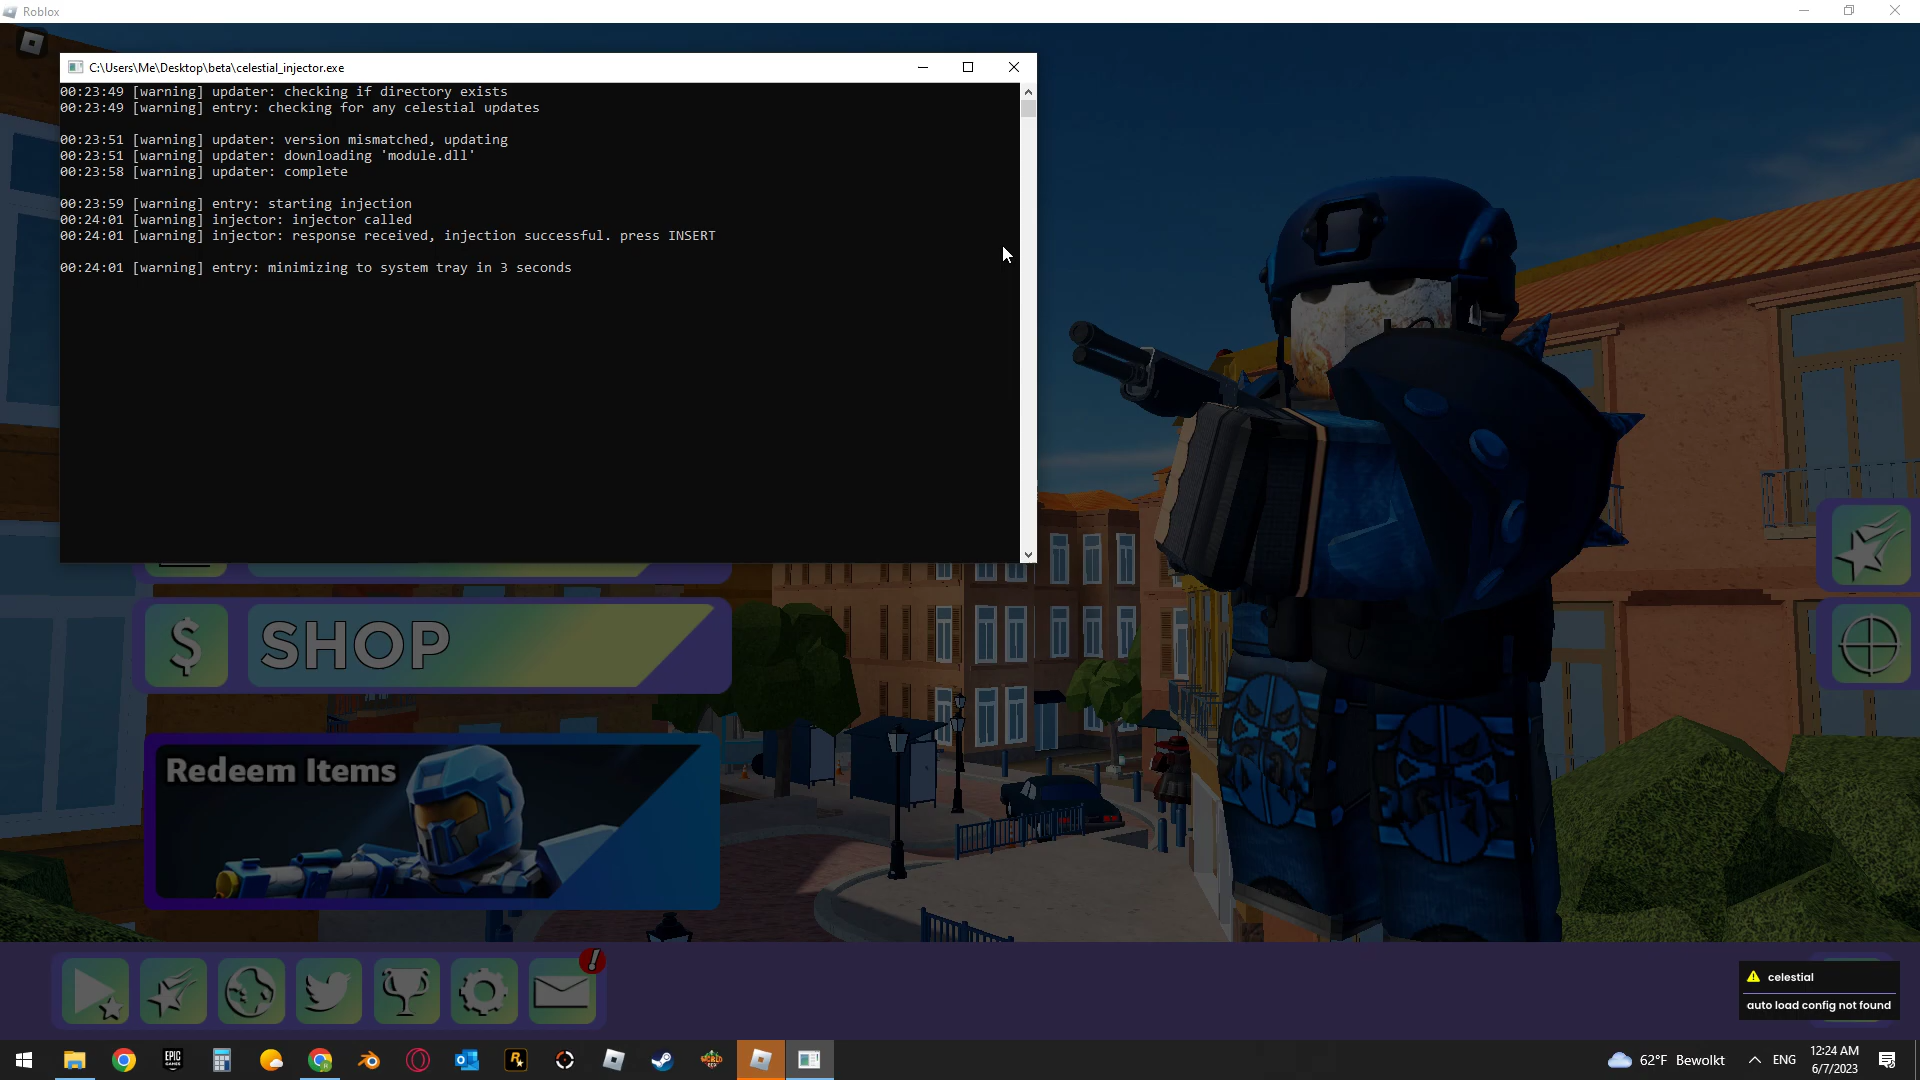 Roblox
C:\Users\Me\Desktop\beta\celestial_injector.exe
00:23:49 [warning] updater: checking if directory exists
00:23:49 [warning] entry: checking for any celestial updates
00:23:51 [warning] updater: version mismatched, updating
00:23:51 [warning] updater: downloading 'module.dll'
00:23:58 [warning] updater: complete
00:23:59 [warning] entry: starting injection
00:24:01 [warning] injector: injector called
00:24:01 [warning] injector: response received, injection successful. press INSERT
00:24:01 [warning] entry: minimizing to system tray in 3 seconds
$ SHOP
Redeem Items
!
celestial
auto load config not found
EPIC
GAMES
R
62°F Bewolkt
ENG
12:24 AM
6/7/2023